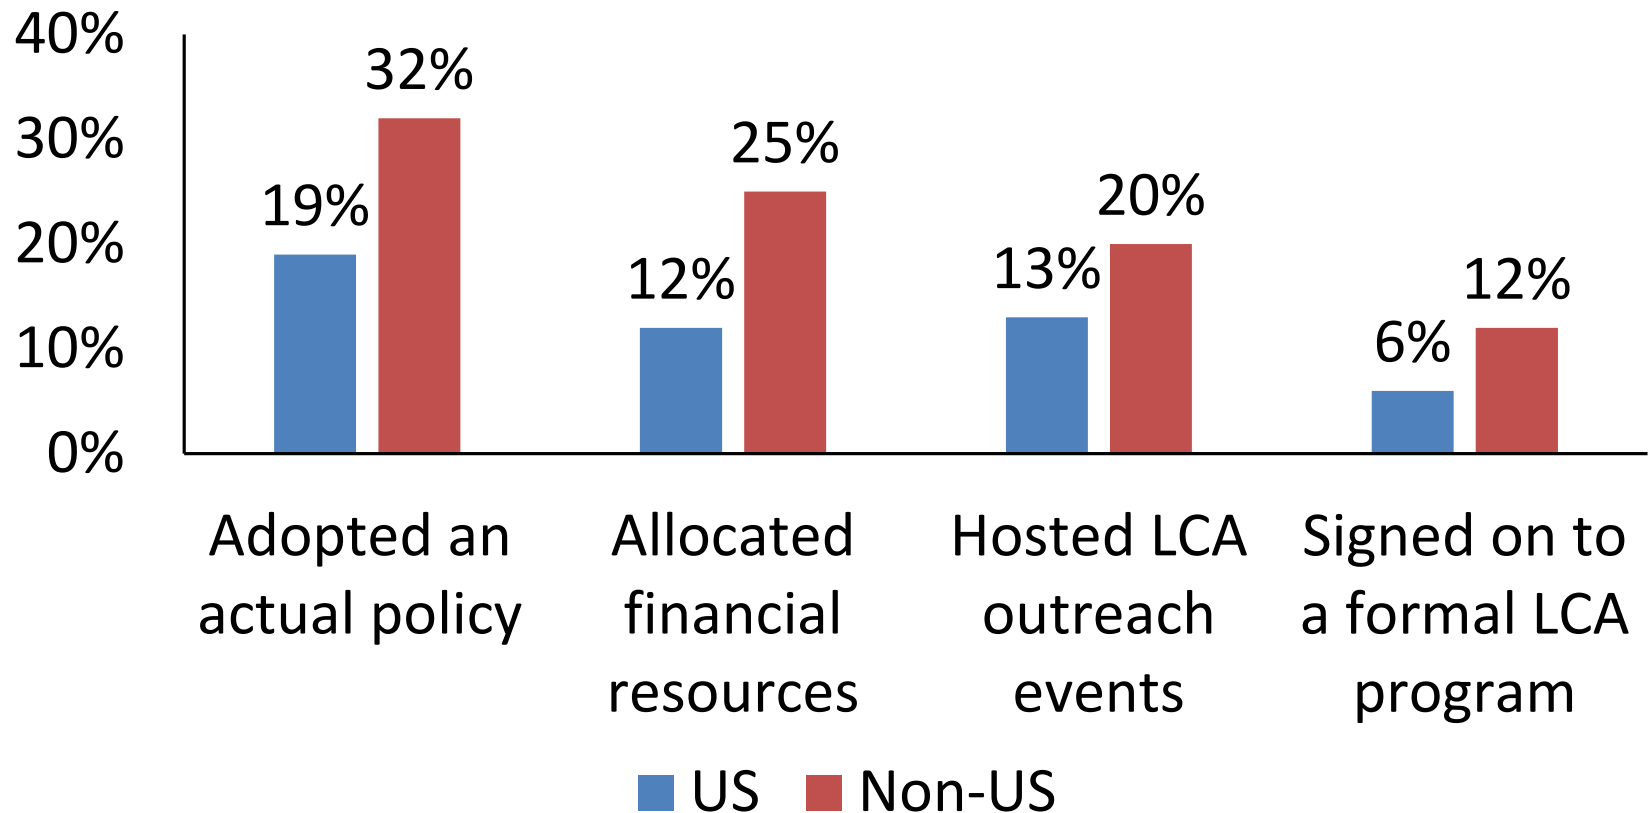 40%
30%
20%
10%
0%
19%
32%
12%
25%
13%
20%
6%
12%
Adopted an
actual policy
Allocated
financial
resources
Hosted LCA
outreach
events
Signed on to
a formal LCA
program
US
Non-US